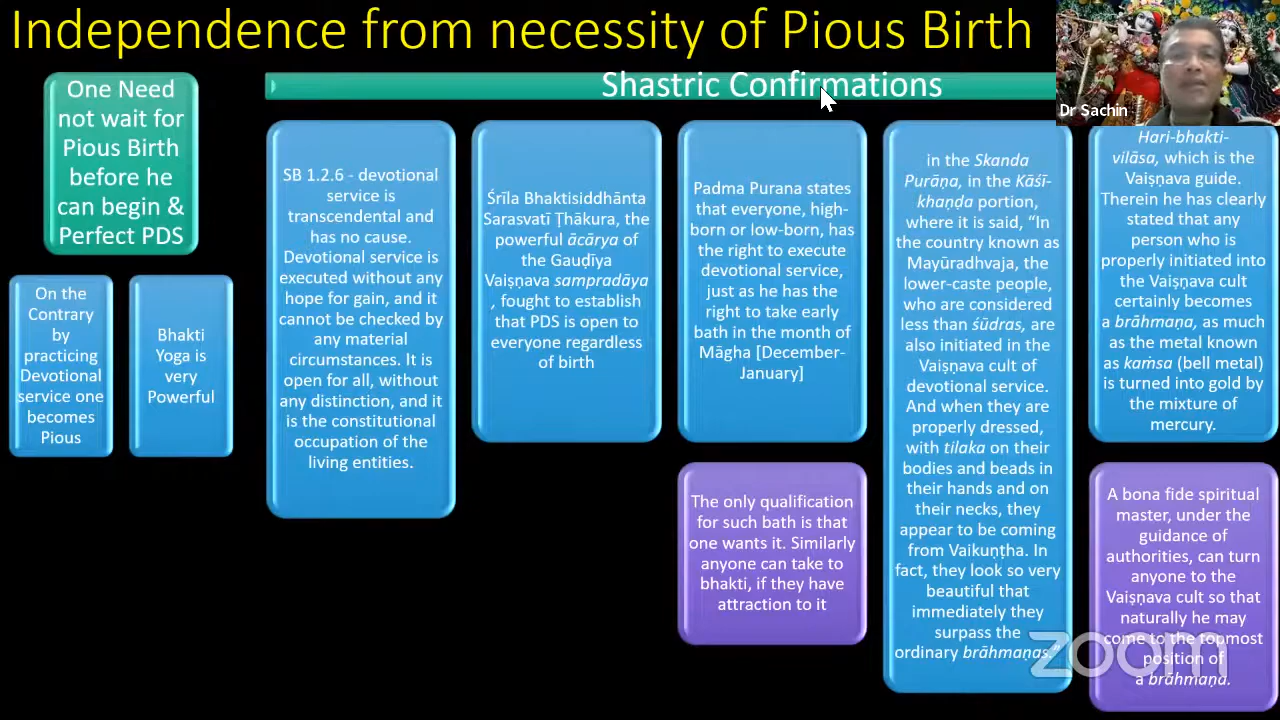 Independence from necessity of Pious Birth
Dr Sachin
One Need
not wait for
Pious Birth
before he
can begin &
Perfect PDS
On the
Contrary
by
practicing
Devotional
service one
becomes
Pious
Bhakti
Yoga is
very
Powerful
Shastric Confirmations
SB 1.2.6 - devotional
service is
transcendental and
has no cause.
Devotional service is
executed without any
hope for gain, and it
cannot be checked by
any material
circumstances. It is
open for all, without
any distinction, and it
is the constitutional
occupation of the
living entities.
Śrīla Bhaktisiddhānta
Sarasvatī Ṭhākura, the
powerful ācārya of
the Gauḍīya
Vaiṣṇava sampradāya
, fought to establish
that PDS is open to
everyone regardless
of birth
Padma Purana states
that everyone, high-
born or low-born, has
the right to execute
devotional service,
just as he has the
right to take early
bath in the month of
Māgha [December-
January]
The only qualification
for such bath is that
one wants it. Similarly
anyone can take to
bhakti, if they have
attraction to it
in the Skanda
Purāṇa, in the Kāśī-
khaṇḍa portion,
where it is said, “In
the country known as
Mayūradhvaja, the
lower-caste people,
who are considered
less than śūdras, are
also initiated in the
Vaiṣṇava cult of
devotional service.
And when they are
properly dressed,
with tilaka on their
bodies and beads in
their hands and on
their necks, they
appear to be coming
from Vaikuṇṭha. In
fact, they look so very
beautiful that
immediately they
surpass the
ordinary brāhmaṇas.”
Hari-bhakti-
vilāsa, which is the
Vaiṣṇava guide.
Therein he has clearly
stated that any
person who is
properly initiated into
the Vaiṣṇava cult
certainly becomes
a brāhmaṇa, as much
as the metal known
as kaṁsa (bell metal)
is turned into gold by
the mixture of
mercury.
A bona fide spiritual
master, under the
guidance of
authorities, can turn
anyone to the
Vaiṣṇava cult so that
naturally he may
come to the topmost
position of
a brāhmaṇa.
zoom